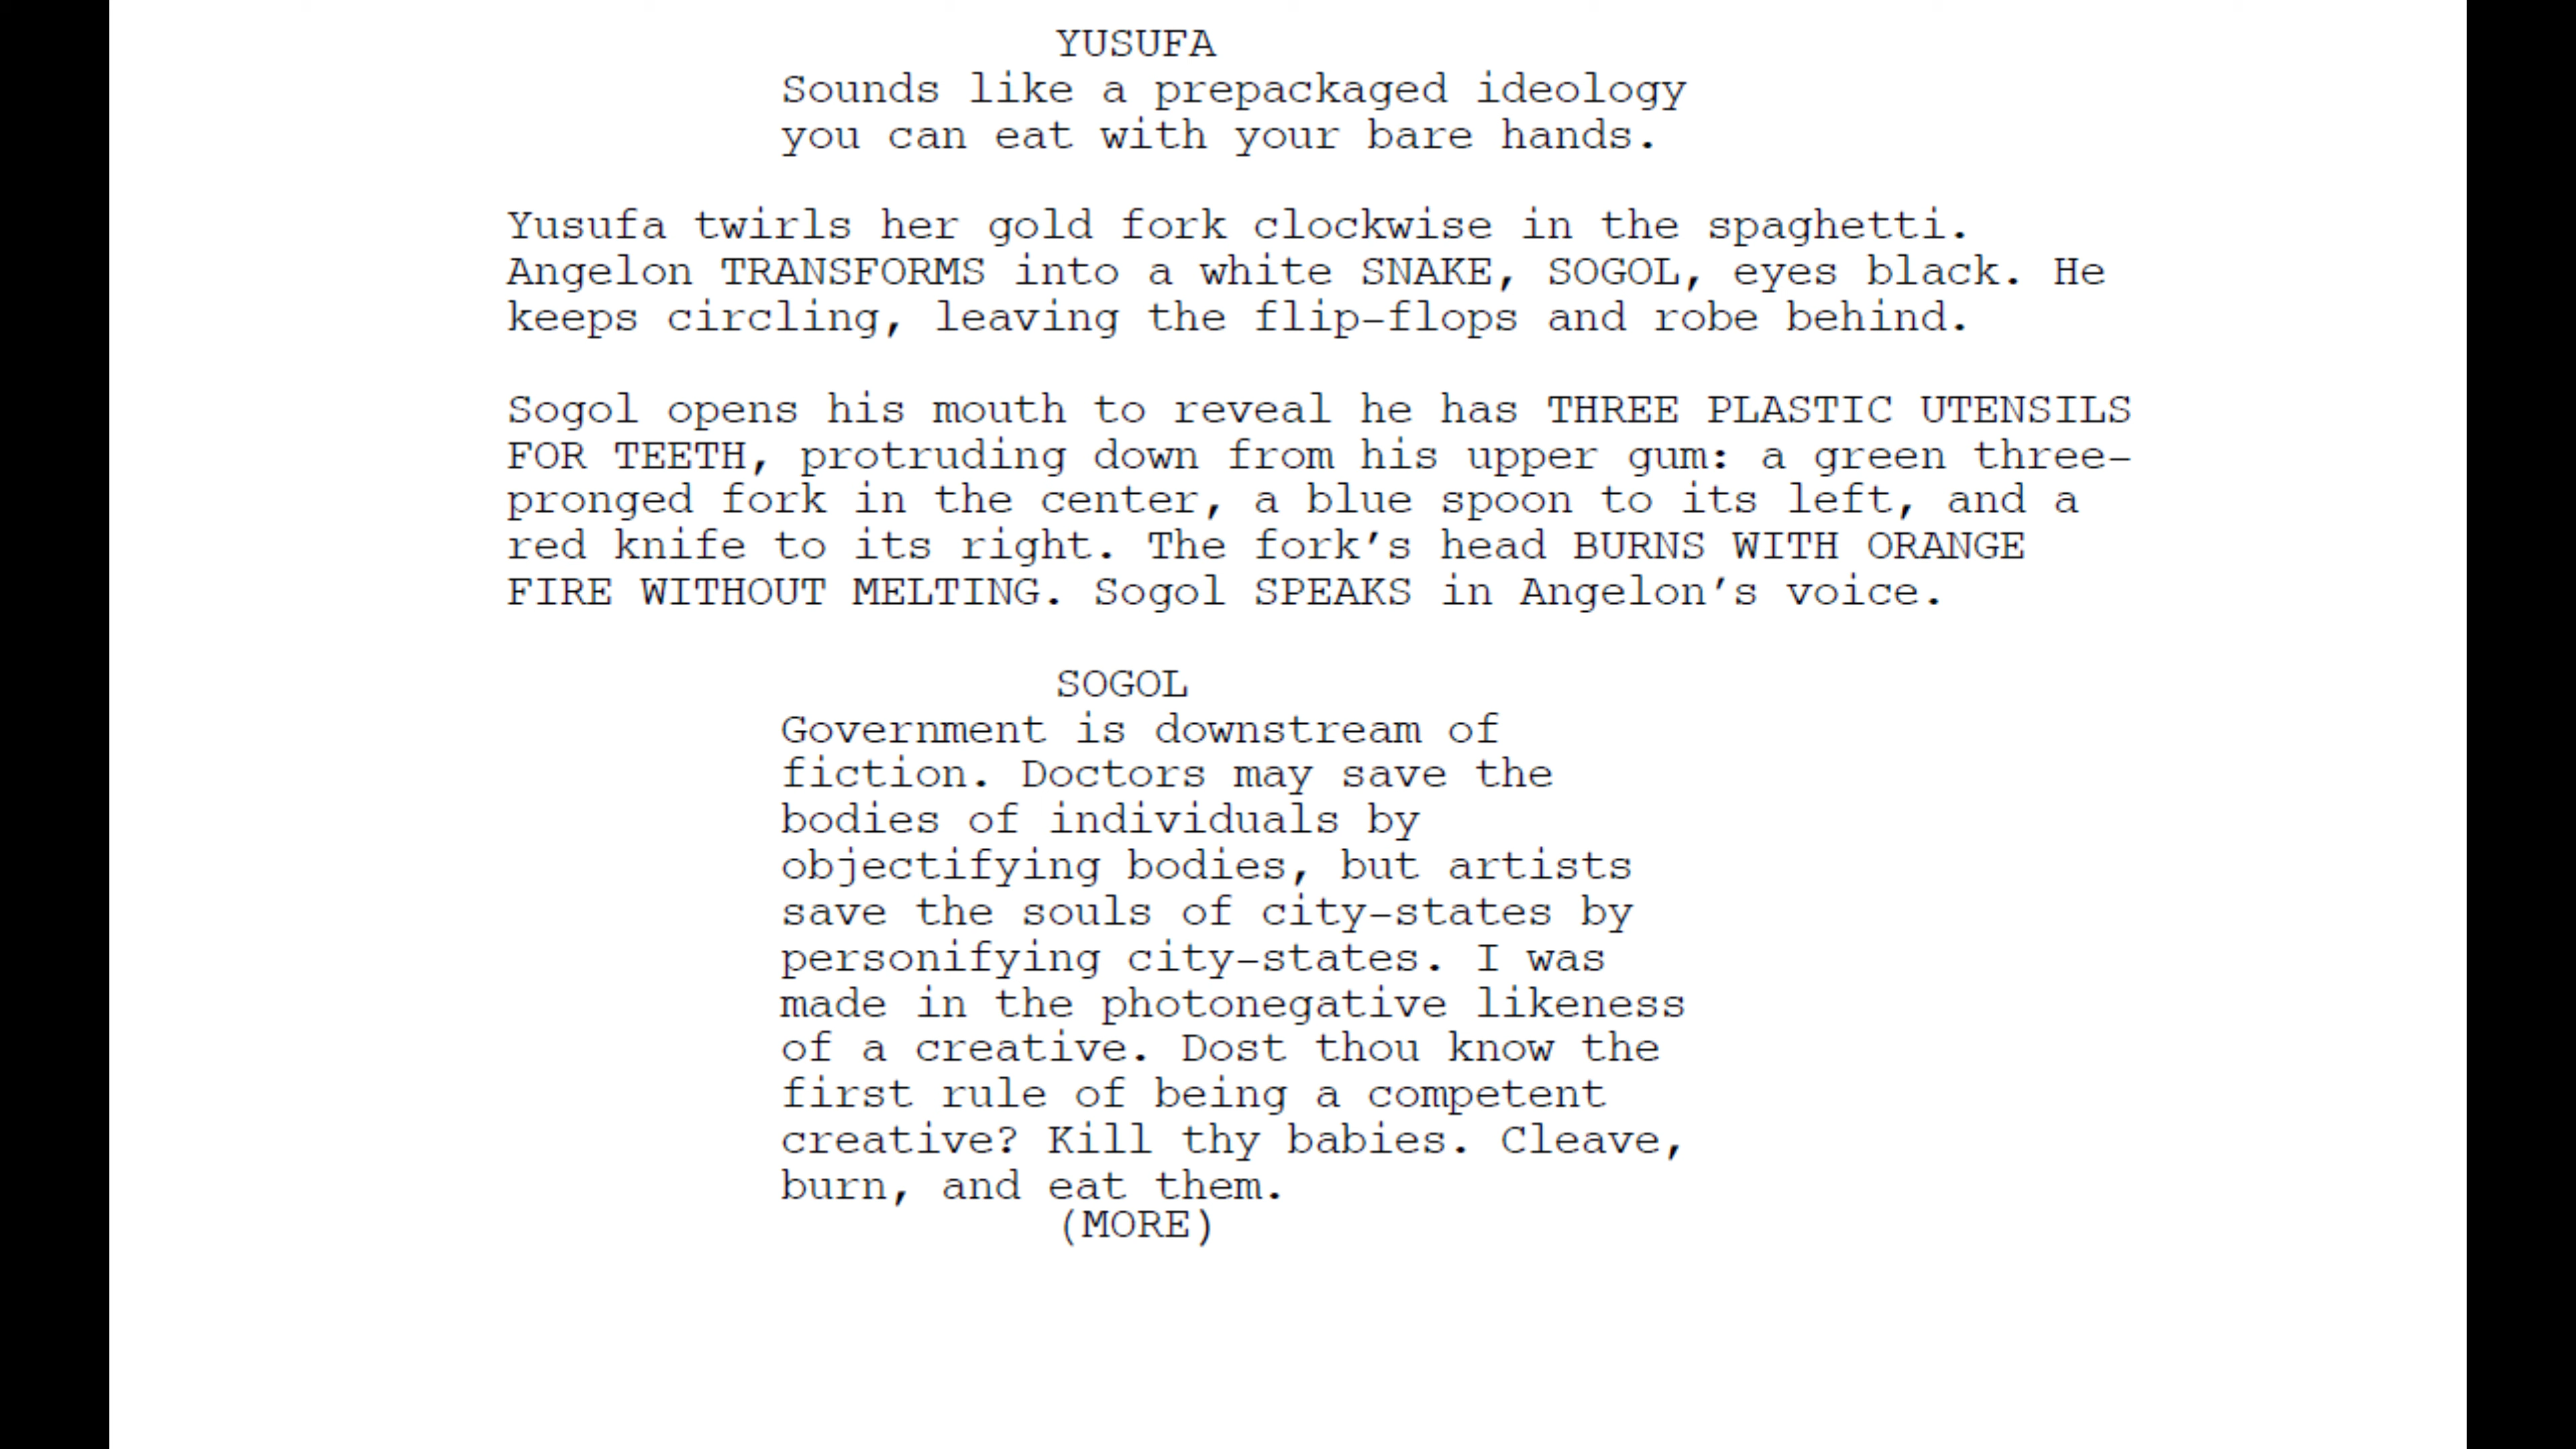 YUSUFA
Sounds like a prepackaged ideology
you can eat with your bare hands.
Yusufa twirls her gold fork clockwise in the spaghetti.
Angelon TRANSFORMS into a white SNAKE, SOGOL, eyes black. He
keeps circling, leaving the flip-flops and robe behind.
Sogol opens his mouth to reveal he has THREE PLASTIC UTENSILS
FOR TEETH, protruding down from his upper gum: a green three-
pronged fork in the center, a blue spoon to its left, and a
red knife to its right. The fork’s head BURNS WITH ORANGE
FIRE WITHOUT MELTING. Sogol SPEAKS in Angelon’s voice.
SOGOL
Government is downstream of
fiction. Doctors may save the
bodies of individuals by
objectifying bodies, but artists
save the souls of city-states by
personifying city-states. I was
made in the photonegative likeness
of a creative. Dost thou know the
first rule of being a competent
creative? Kill thy babies. Cleave,
burn, and eat them.
(MORE)